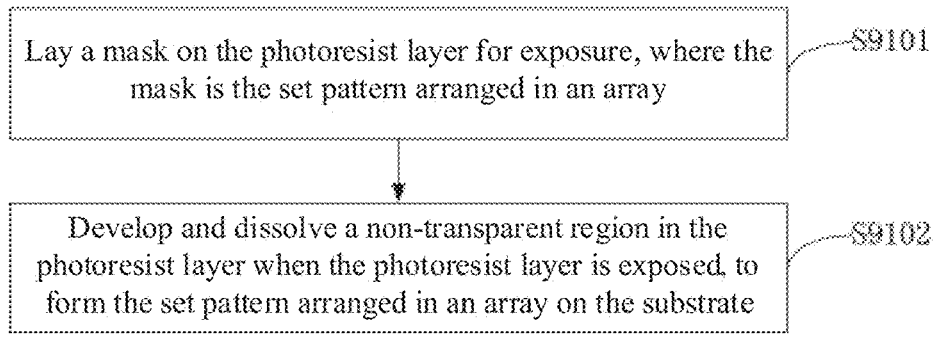 Lay a mask on the photoresist layer for exposure, where the
mask is the set pattern arranged in an array
S9101
Develop and dissolve a non-transparent region in the
photoresist layer when the photoresist layer is exposed, to
form the set pattern arranged in an array on the substrate
S9102